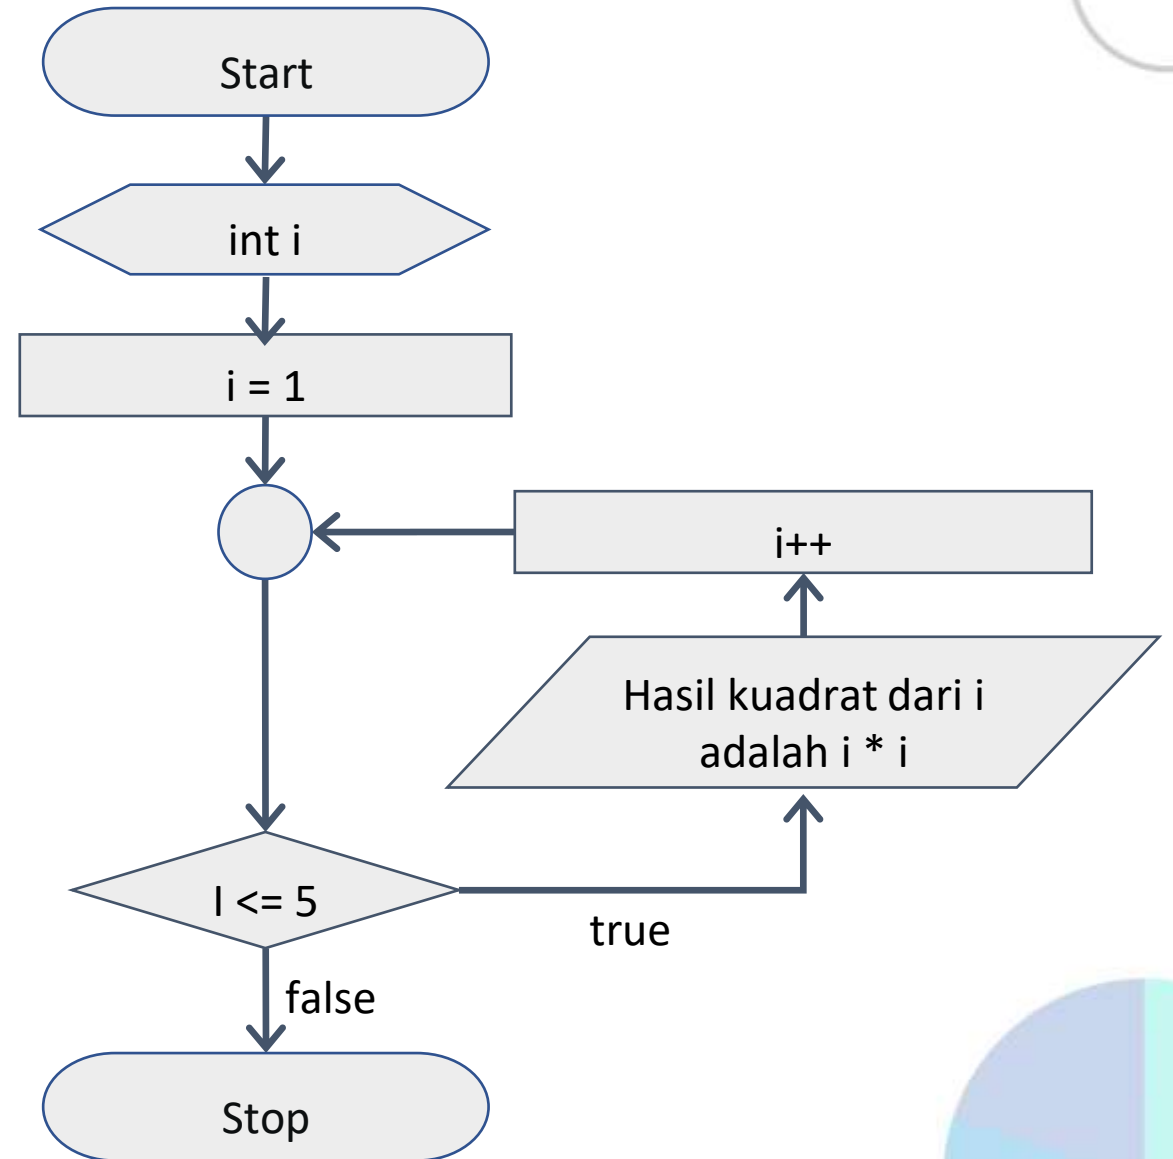 Start
int i
i = 1
i++
Hasil kuadrat dari i
adalah i * i
I <= 5
true
false
Stop